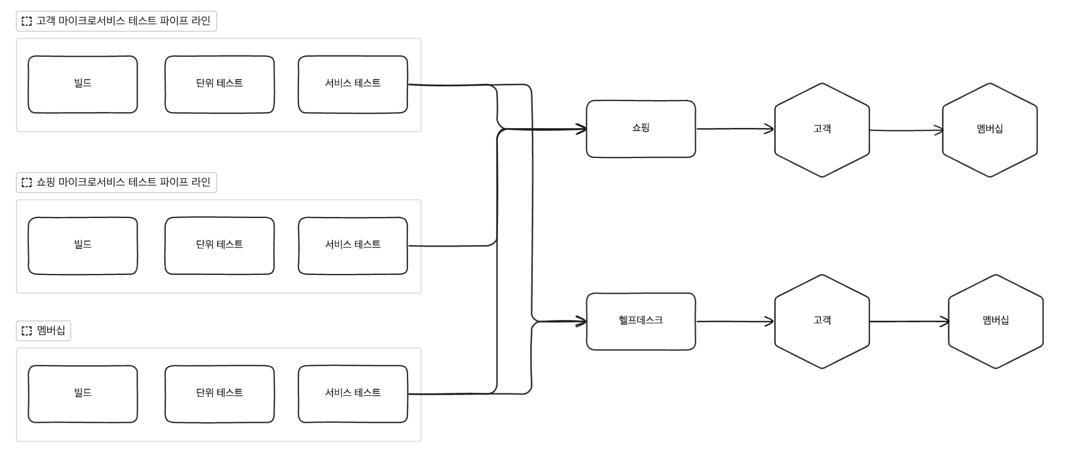 고객 마이크로서비스 테스트 파이프 라인
빌드
단위 테스트
서비스 테스트
쇼핑
고객
멤버십
쇼핑 마이크로서비스 테스트 파이프 라인
빌드
단위 테스트
서비스 테스트
헬프데스크
고객
멤버십
멤버십
빌드
단위 테스트
서비스 테스트